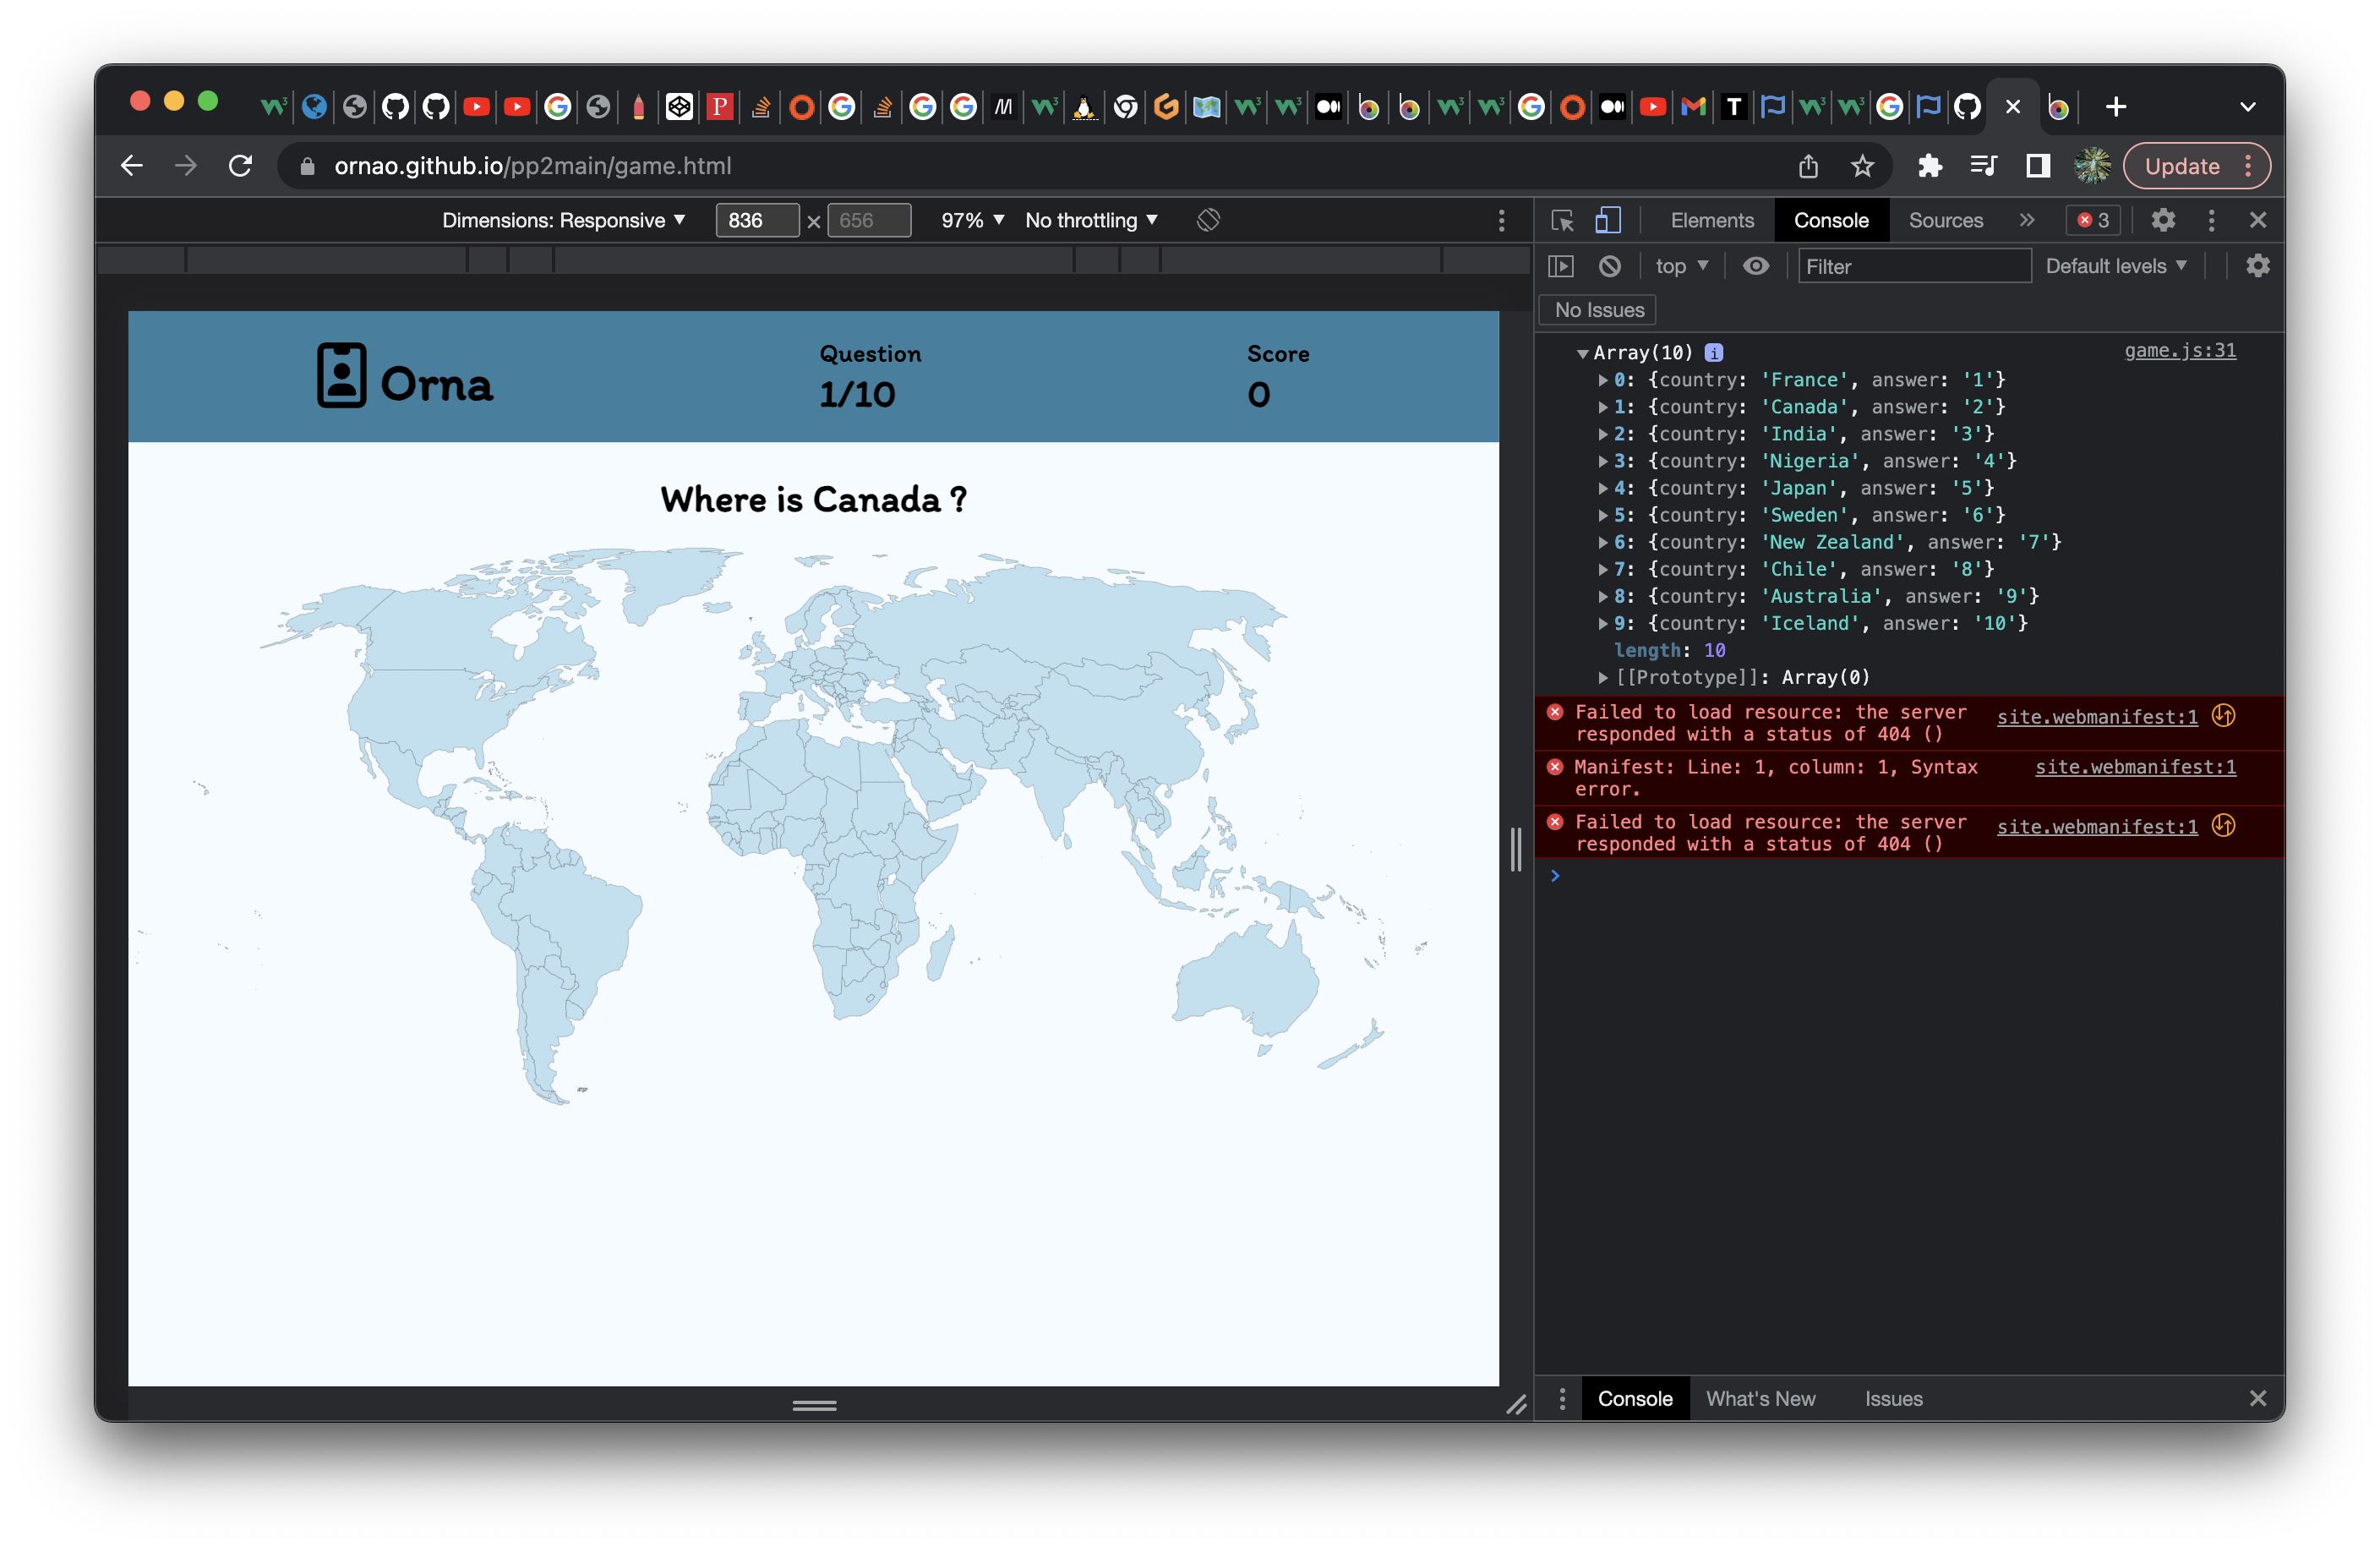 ornao.github.io/pp2main/game.html
Update
Dimensions: Responsive ▼ 836 × 656 97% ▼ No throttling ▼
Elements Console Sources » 3
top ▼ Filter Default levels ▼
No Issues
Orna
Question
1/10
Score
0
Where is Canada ?
▼Array(10) i game.js:31
▶0: {country: 'France', answer: '1'}
▶1: {country: 'Canada', answer: '2'}
▶2: {country: 'India', answer: '3'}
▶3: {country: 'Nigeria', answer: '4'}
▶4: {country: 'Japan', answer: '5'}
▶5: {country: 'Sweden', answer: '6'}
▶6: {country: 'New Zealand', answer: '7'}
▶7: {country: 'Chile', answer: '8'}
▶8: {country: 'Australia', answer: '9'}
▶9: {country: 'Iceland', answer: '10'}
length: 10
▶[[Prototype]]: Array(0)
Failed to load resource: the server site.webmanifest:1
responded with a status of 404 ()
Manifest: Line: 1, column: 1, Syntax site.webmanifest:1
error.
Failed to load resource: the server site.webmanifest:1
responded with a status of 404 ()
Console What's New Issues